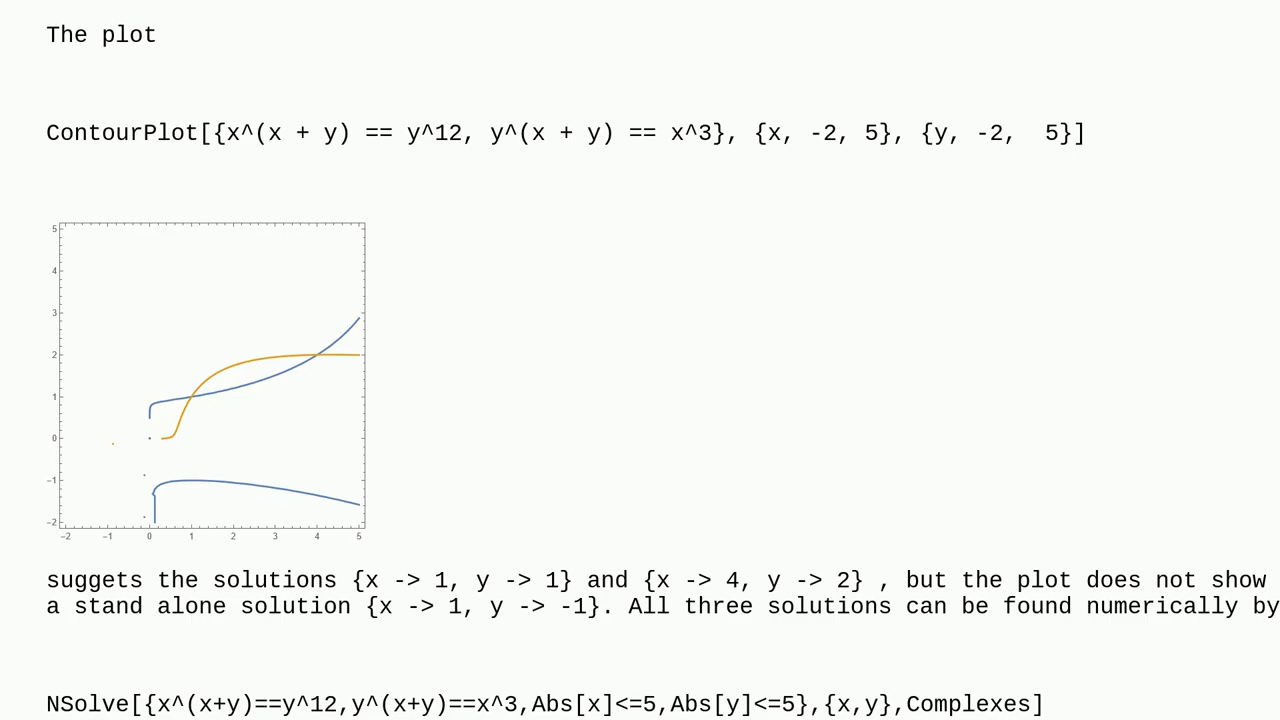 The plot
ContourPlot[{x^(x + y) == y^12, y^(x + y) == x^3}, {x, -2, 5}, {y, -2,  5}]
5
4
3
2
1
0
−1
−2
−2 −1 0 1 2 3 4 5
suggets the solutions {x -> 1, y -> 1} and {x -> 4, y -> 2} , but the plot does not show
a stand alone solution {x -> 1, y -> -1}. All three solutions can be found numerically by
NSolve[{x^(x+y)==y^12,y^(x+y)==x^3,Abs[x]<=5,Abs[y]<=5},{x,y},Complexes]